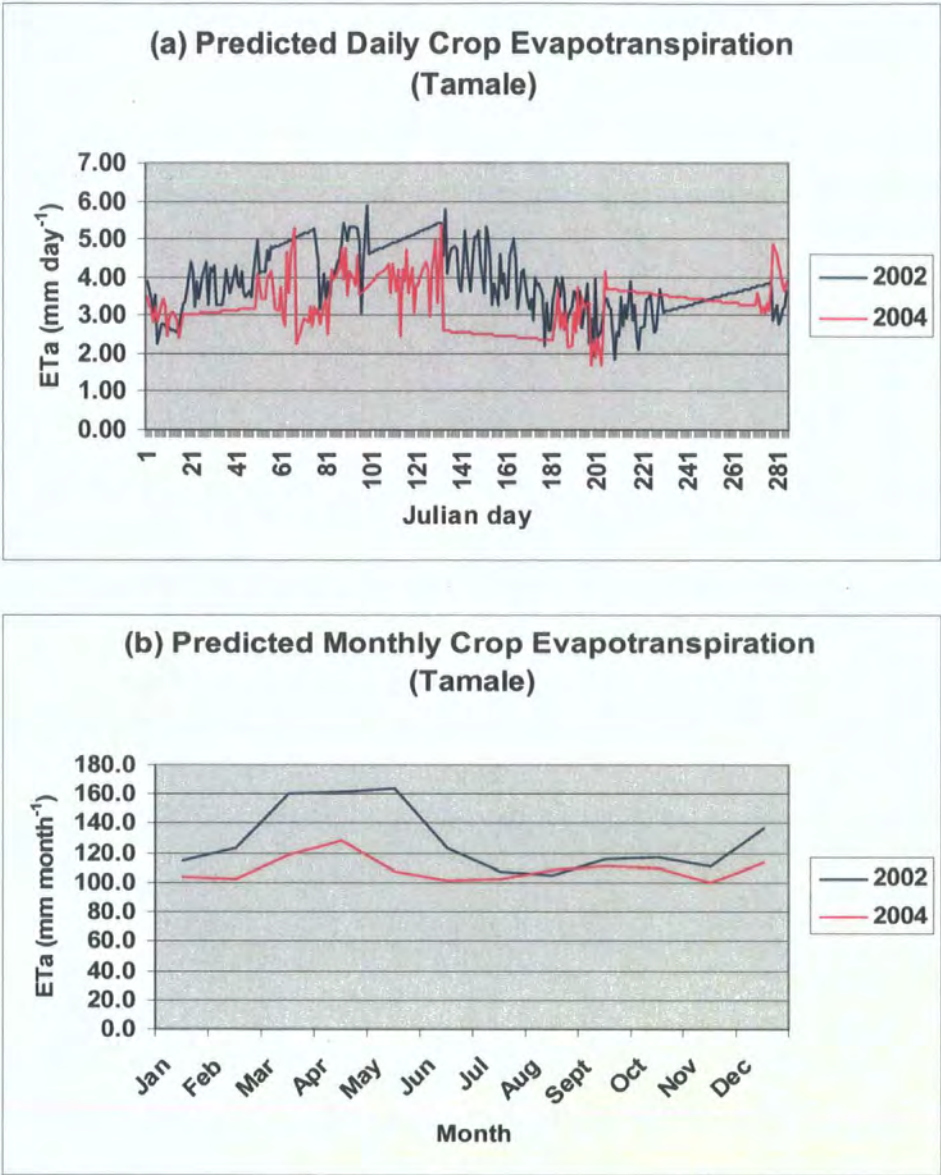 (a) Predicted Daily Crop Evapotranspiration
(Tamale)
7.00
6.00
5.00
4.00
3.00
2.00
1.00
0.00
ETa (mm day⁻¹)
1
21
41
61
81
101
121
141
161
181
201
221
241
261
281
Julian day
2002
2004
(b) Predicted Monthly Crop Evapotranspiration
(Tamale)
180.0
160.0
140.0
120.0
100.0
80.0
60.0
40.0
20.0
0.0
ETa (mm month⁻¹)
Jan
Feb
Mar
Apr
May
Jun
Jul
Aug
Sept
Oct
Nov
Dec
Month
2002
2004